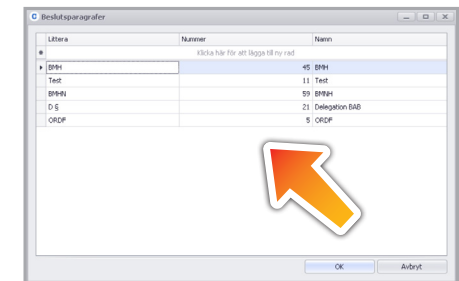 Beslutsparagrafer
Littera Nummer Namn
Klicka här för att lägga till ny rad
BMH 45 BMH
Test 11 Test
BMHN 59 BMNH
D § 21 Delegation BAB
ORDF 5 ORDF
OK Avbryt